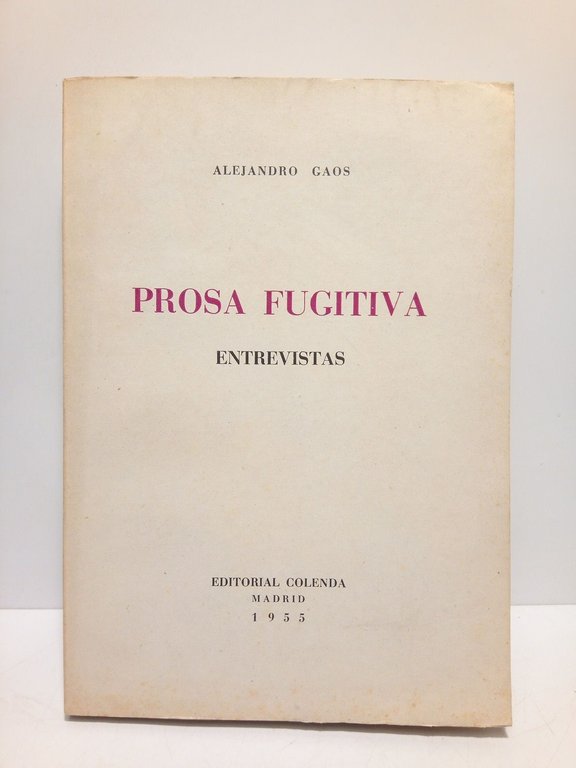 ALEJANDRO GAOS
PROSA FUGITIVA
ENTREVISTAS
EDITORIAL COLENDA
MADRID
1955